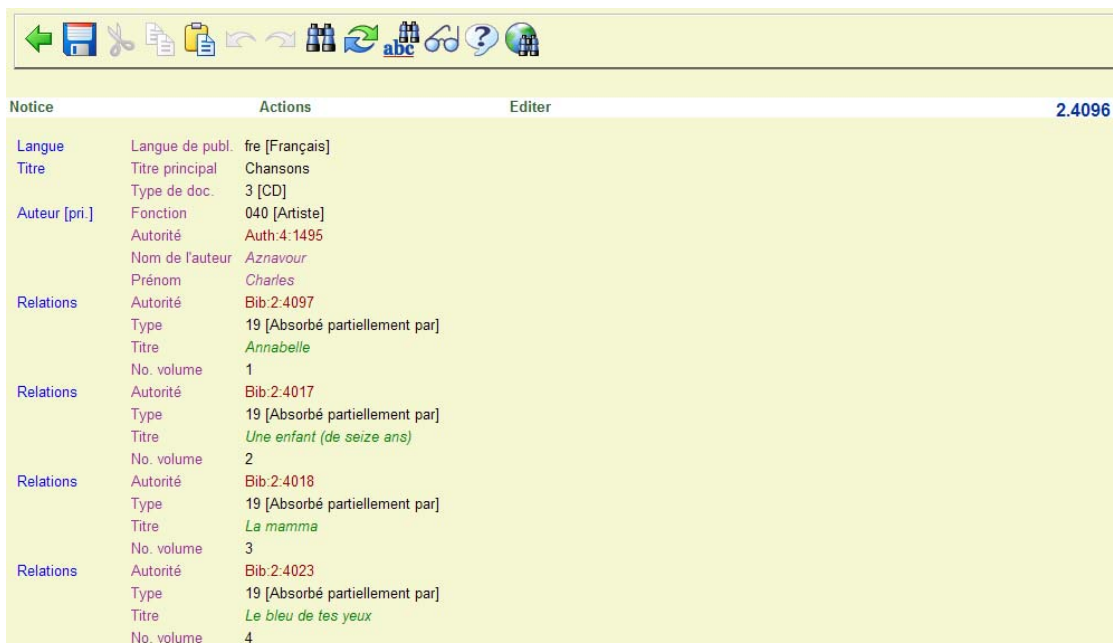 abc ?
Notice Actions Editer 2.4096
Langue Langue de publ. fre [Français]
Titre Titre principal Chansons
Type de doc. 3 [CD]
Auteur [pri.] Fonction 040 [Artiste]
Autorité Auth:4:1495
Nom de l'auteur Aznavour
Prénom Charles
Relations Autorité Bib:2:4097
Type 19 [Absorbé partiellement par]
Titre Annabelle
No. volume 1
Relations Autorité Bib:2:4017
Type 19 [Absorbé partiellement par]
Titre Une enfant (de seize ans)
No. volume 2
Relations Autorité Bib:2:4018
Type 19 [Absorbé partiellement par]
Titre La mamma
No. volume 3
Relations Autorité Bib:2:4023
Type 19 [Absorbé partiellement par]
Titre Le bleu de tes yeux
No. volume 4